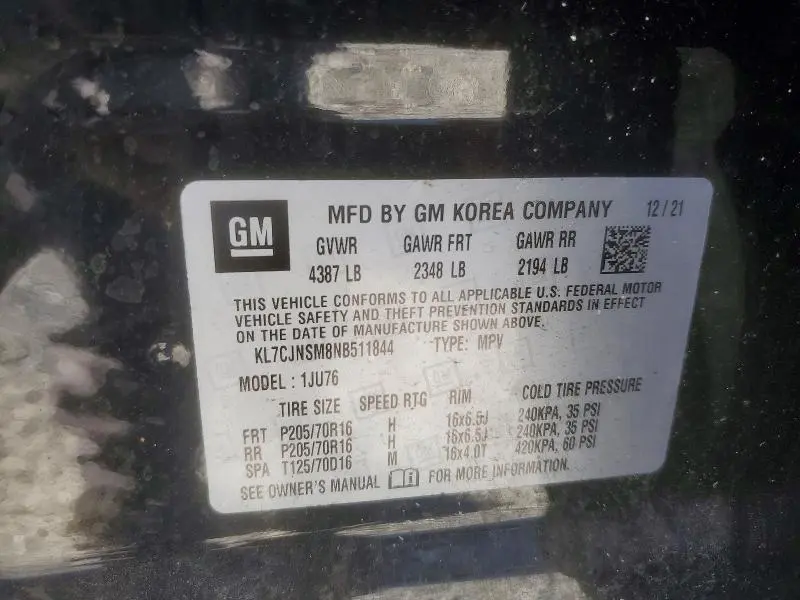 GM
MFD BY GM KOREA COMPANY 12/21
GVWR GAWR FRT GAWR RR
4387 LB 2348 LB 2194 LB
THIS VEHICLE CONFORMS TO ALL APPLICABLE U.S. FEDERAL MOTOR
VEHICLE SAFETY AND THEFT PREVENTION STANDARDS IN EFFECT
ON THE DATE OF MANUFACTURE SHOWN ABOVE.
KL7CJNSM8NB511844 TYPE: MPV
MODEL: 1JU76
TIRE SIZE SPEED RTG RIM COLD TIRE PRESSURE
FRT P205/70R16 H 16x6.5J 240KPA, 35 PSI
RR P205/70R16 H 16x6.5J 240KPA, 35 PSI
SPA T125/70D16 M 16x4.0T 420KPA, 60 PSI
SEE OWNER'S MANUAL FOR MORE INFORMATION.